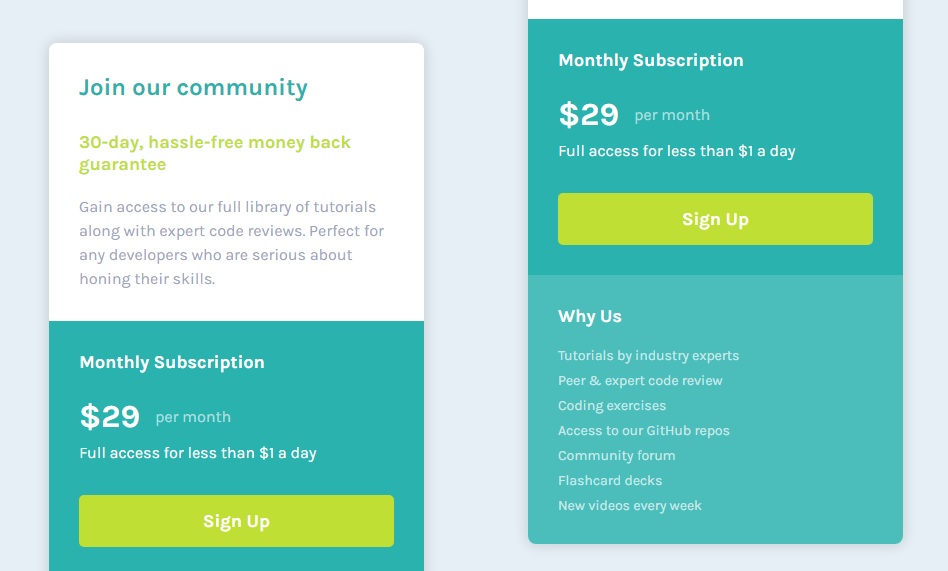 Join our community
30-day, hassle-free money back
guarantee
Gain access to our full library of tutorials
along with expert code reviews. Perfect for
any developers who are serious about
honing their skills.
Monthly Subscription
$29 per month
Full access for less than $1 a day
Sign Up
Monthly Subscription
$29 per month
Full access for less than $1 a day
Sign Up
Why Us
Tutorials by industry experts
Peer & expert code review
Coding exercises
Access to our GitHub repos
Community forum
Flashcard decks
New videos every week